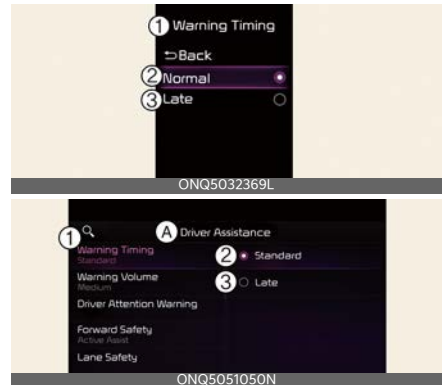 ① Warning Timing
⮌Back
② Normal
③ Late
ONQ5032369L
Ⓐ Driver Assistance
① Warning Timing
Standard
② Standard
Warning Volume
Medium
③ Late
Driver Attention Warning
Forward Safety
Active Assist
Lane Safety
ONQ5051050N